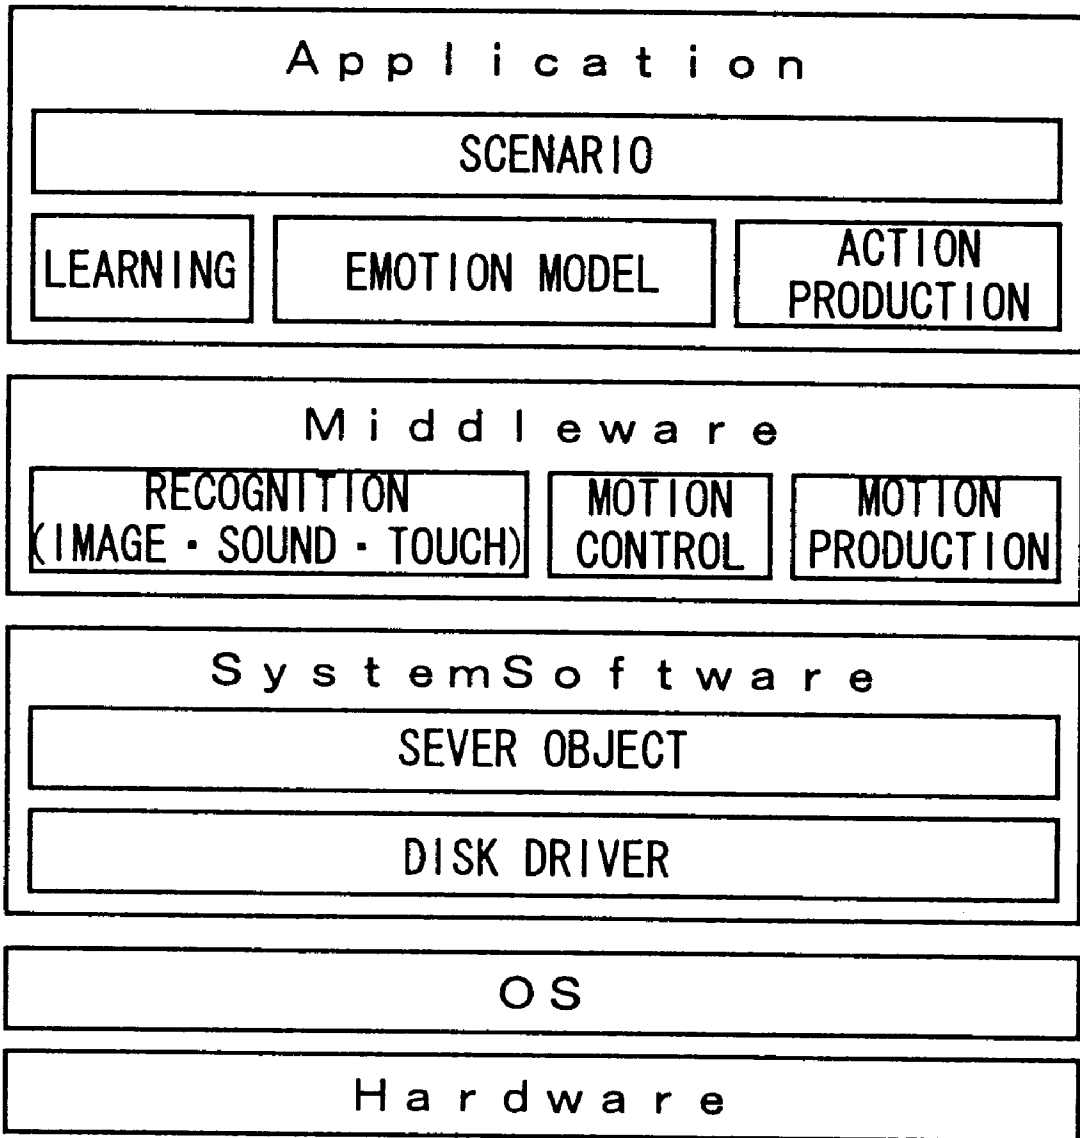 Application
SCENARIO
LEARNING
EMOTION MODEL
ACTION
PRODUCTION
Middleware
RECOGNITION
(IMAGE・SOUND・TOUCH)
MOTION
CONTROL
MOTION
PRODUCTION
SystemSoftware
SEVER OBJECT
DISK DRIVER
OS
Hardware